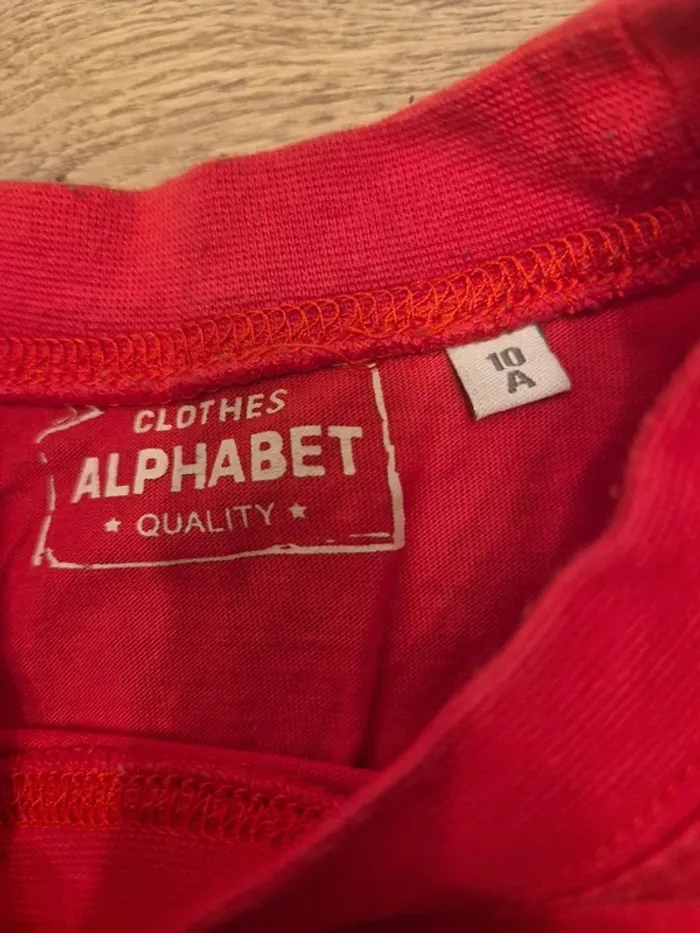 CLOTHES
ALPHABET
★ QUALITY ★
10
A